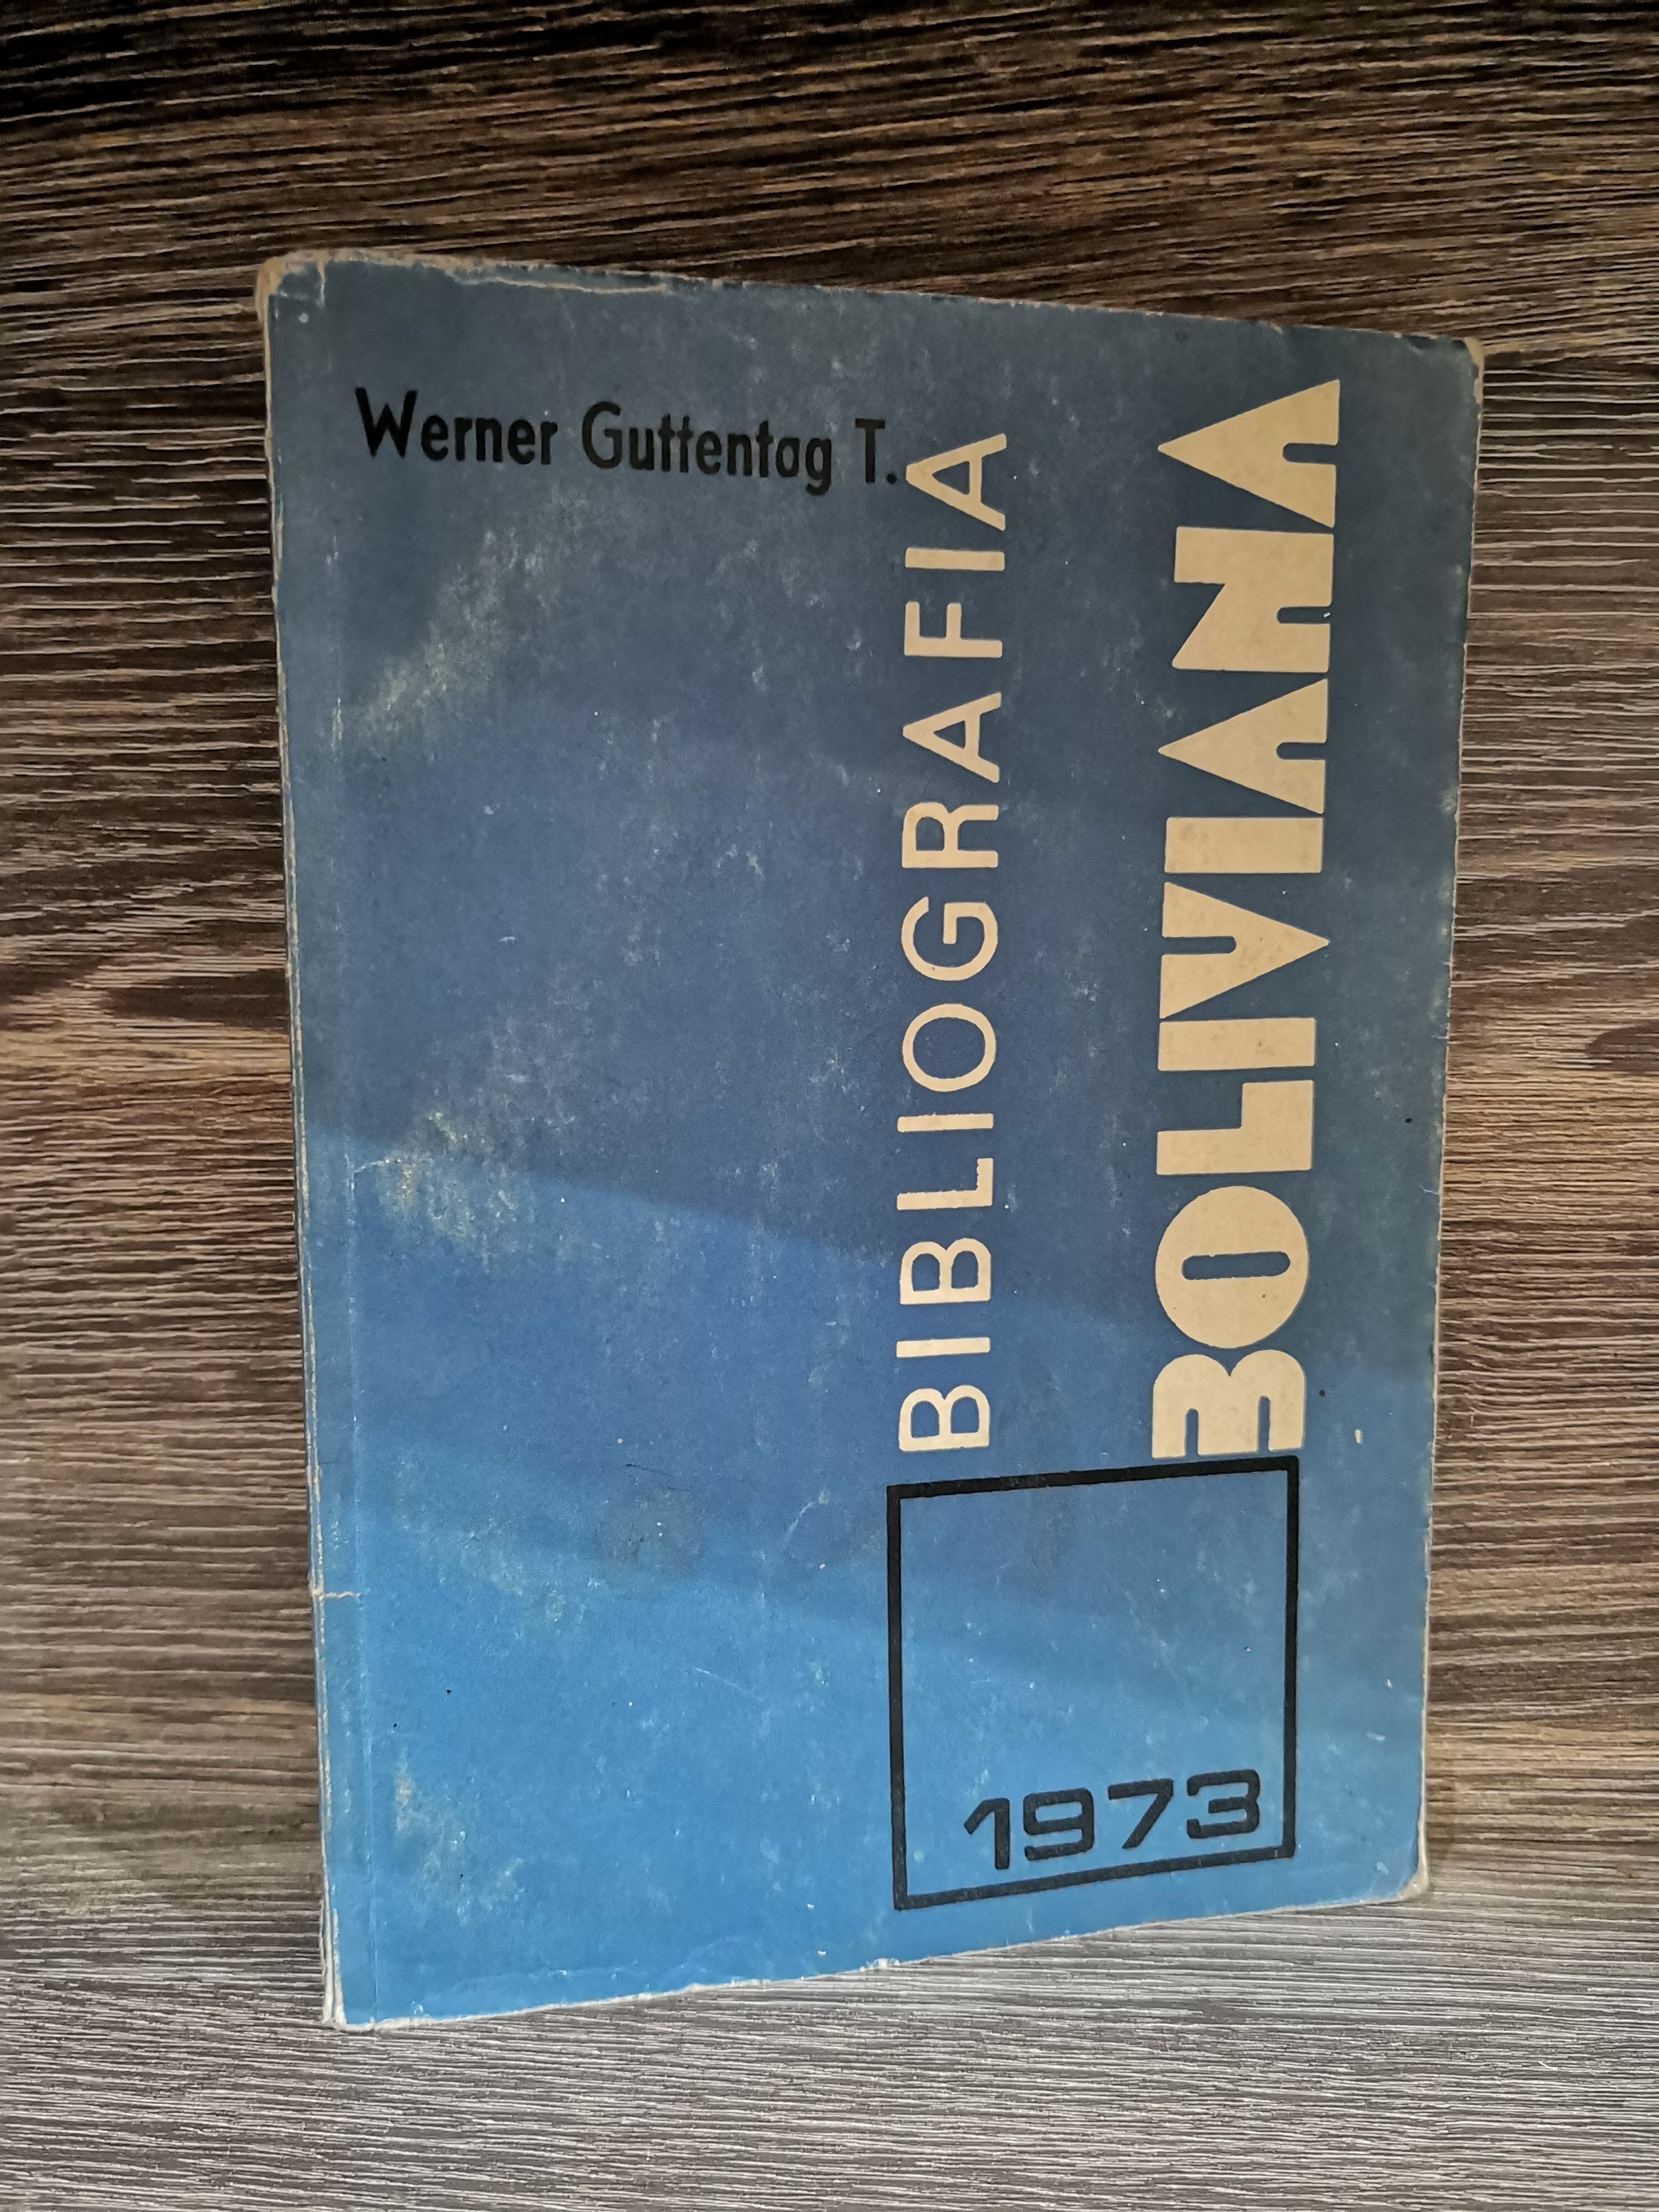 Werner Guttentag T.
BIBLIOGRAFIA
BOLIVIANA
1973